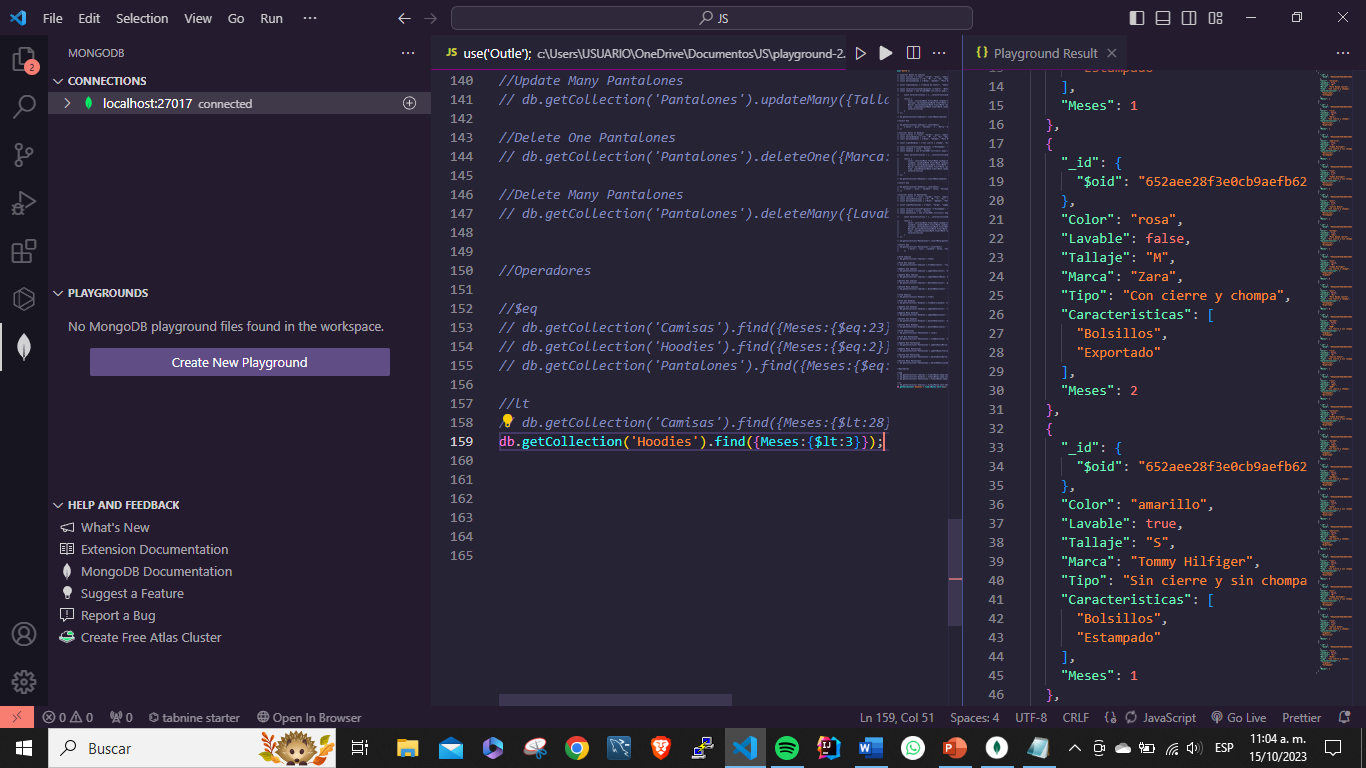 File Edit Selection View Go Run ···
JS
MONGODB
CONNECTIONS
localhost:27017 connected
PLAYGROUNDS
No MongoDB playground files found in the workspace.
Create New Playground
HELP AND FEEDBACK
What's New
Extension Documentation
MongoDB Documentation
Suggest a Feature
Report a Bug
Create Free Atlas Cluster
2
JS use('Outle'); c:\Users\USUARIO\OneDrive\Documentos\JS\playground-2.
140 //Update Many Pantalones
141 // db.getCollection('Pantalones').updateMany({Talla
142
143 //Delete One Pantalones
144 // db.getCollection('Pantalones').deleteOne({Marca:
145
146 //Delete Many Pantalones
147 // db.getCollection('Pantalones').deleteMany({Lavab
148
149
150 //Operadores
151
152 //$eq
153 // db.getCollection('Camisas').find({Meses:{$eq:23}
154 // db.getCollection('Hoodies').find({Meses:{$eq:2}}
155 // db.getCollection('Pantalones').find({Meses:{$eq:
156
157 //lt
158 // db.getCollection('Camisas').find({Meses:{$lt:28}
159 db.getCollection('Hoodies').find({Meses:{$lt:3}});
160
161
162
163
164
165
{} Playground Result
"Estampado"
14 ],
15 "Meses": 1
16 },
17 {
18 "_id": {
19 "$oid": "652aee28f3e0cb9aefb62
20 },
21 "Color": "rosa",
22 "Lavable": false,
23 "Tallaje": "M",
24 "Marca": "Zara",
25 "Tipo": "Con cierre y chompa",
26 "Caracteristicas": [
27 "Bolsillos",
28 "Exportado"
29 ],
30 "Meses": 2
31 },
32 {
33 "_id": {
34 "$oid": "652aee28f3e0cb9aefb62
35 },
36 "Color": "amarillo",
37 "Lavable": true,
38 "Tallaje": "S",
39 "Marca": "Tommy Hilfiger",
40 "Tipo": "Sin cierre y sin chompa
41 "Caracteristicas": [
42 "Bolsillos",
43 "Estampado"
44 ],
45 "Meses": 1
46 },
0 0 0 tabnine starter Open In Browser Ln 159, Col 51 Spaces: 4 UTF-8 CRLF {} JavaScript Go Live Prettier
Buscar
ESP
11:04 a. m.
15/10/2023